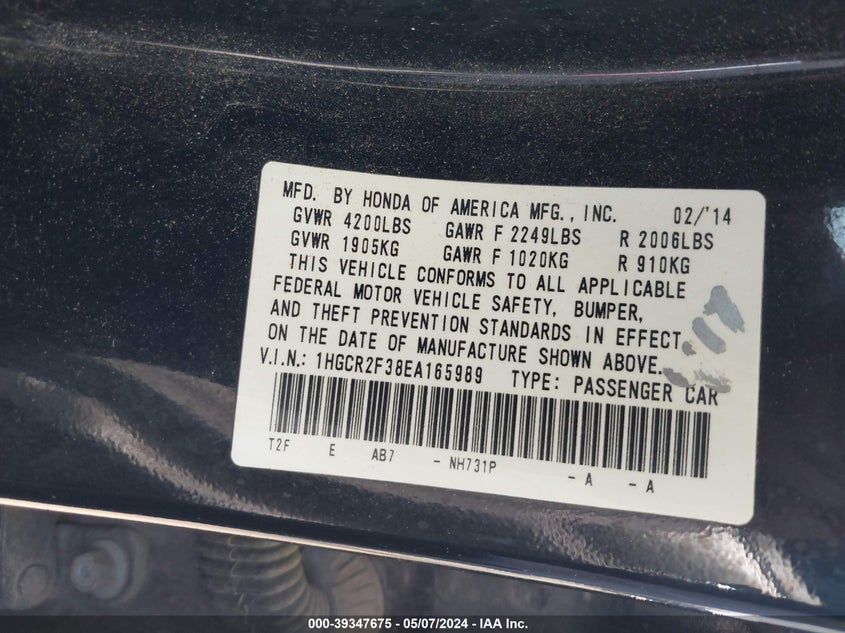 MFD. BY HONDA OF AMERICA MFG., INC. 02/'14
GVWR 4200LBS GAWR F 2249LBS R 2006LBS
GVWR 1905KG GAWR F 1020KG R 910KG
THIS VEHICLE CONFORMS TO ALL APPLICABLE
FEDERAL MOTOR VEHICLE SAFETY, BUMPER,
AND THEFT PREVENTION STANDARDS IN EFFECT
ON THE DATE OF MANUFACTURE SHOWN ABOVE.
V.I.N.: 1HGCR2F38EA165989 TYPE: PASSENGER CAR
T2F E AB7 - NH731P - A - A
000-39347675 — 05/07/2024 — IAA Inc.